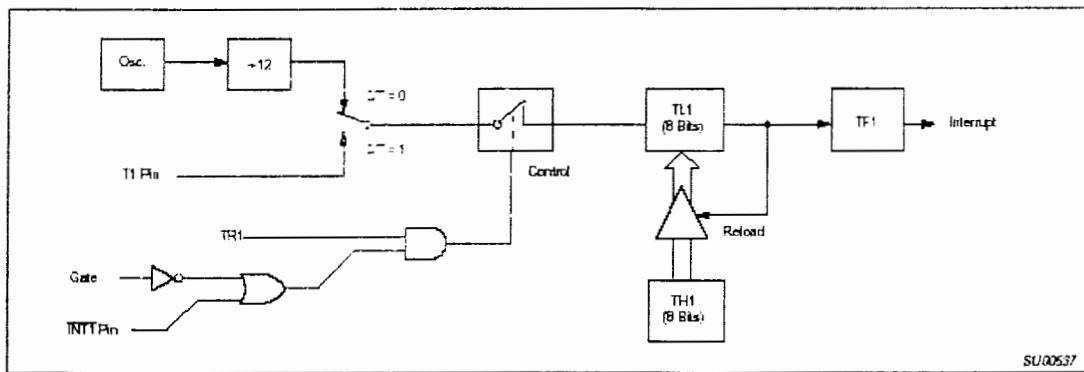 Osc.
÷12
C/T = 0
TL1
(8 Bits)
TF1
Interrupt
C/T = 1
T1 Pin
Control
TR1
Reload
Gate
TH1
(8 Bits)
INT1 Pin
SU00537